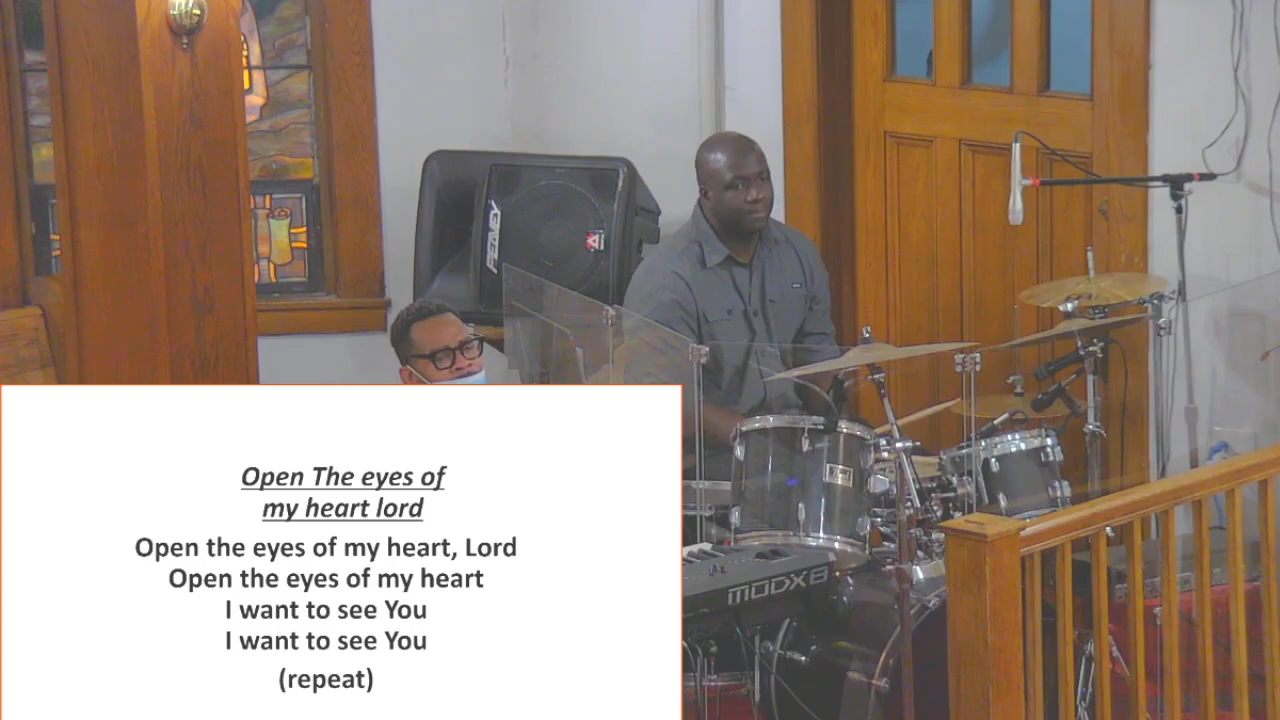 PEAVEY
Open The eyes of
my heart lord
Open the eyes of my heart, Lord
Open the eyes of my heart
I want to see You
I want to see You
(repeat)
MODX8